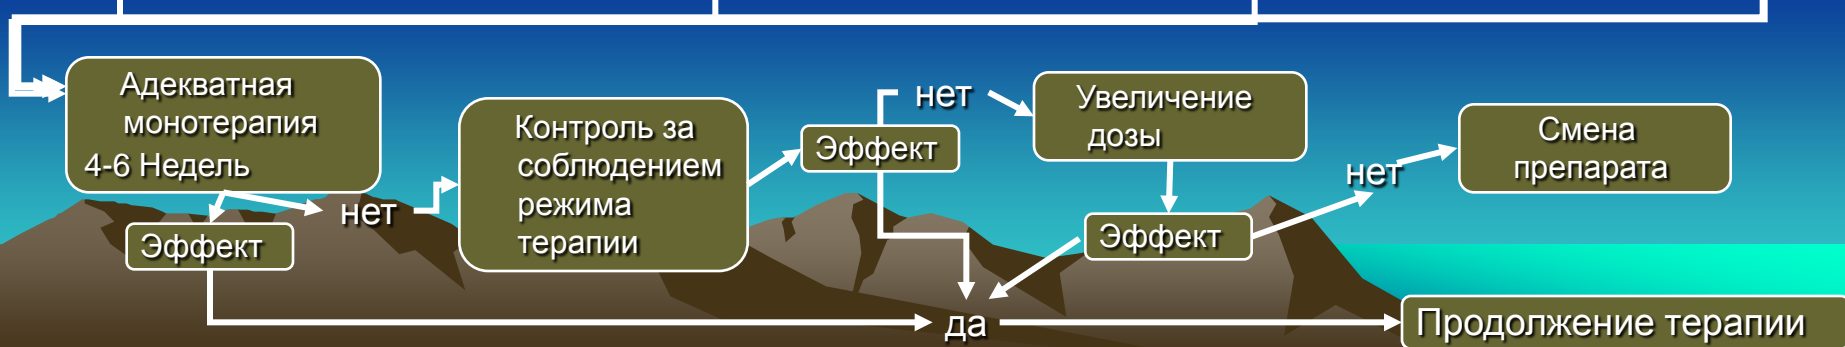 Адекватная
монотерапия
4-6 Недель
Эффект
нет
Контроль за
соблюдением
режима
терапии
Эффект
нет
да
Увеличение
дозы
Эффект
нет
Смена
препарата
Продолжение терапии